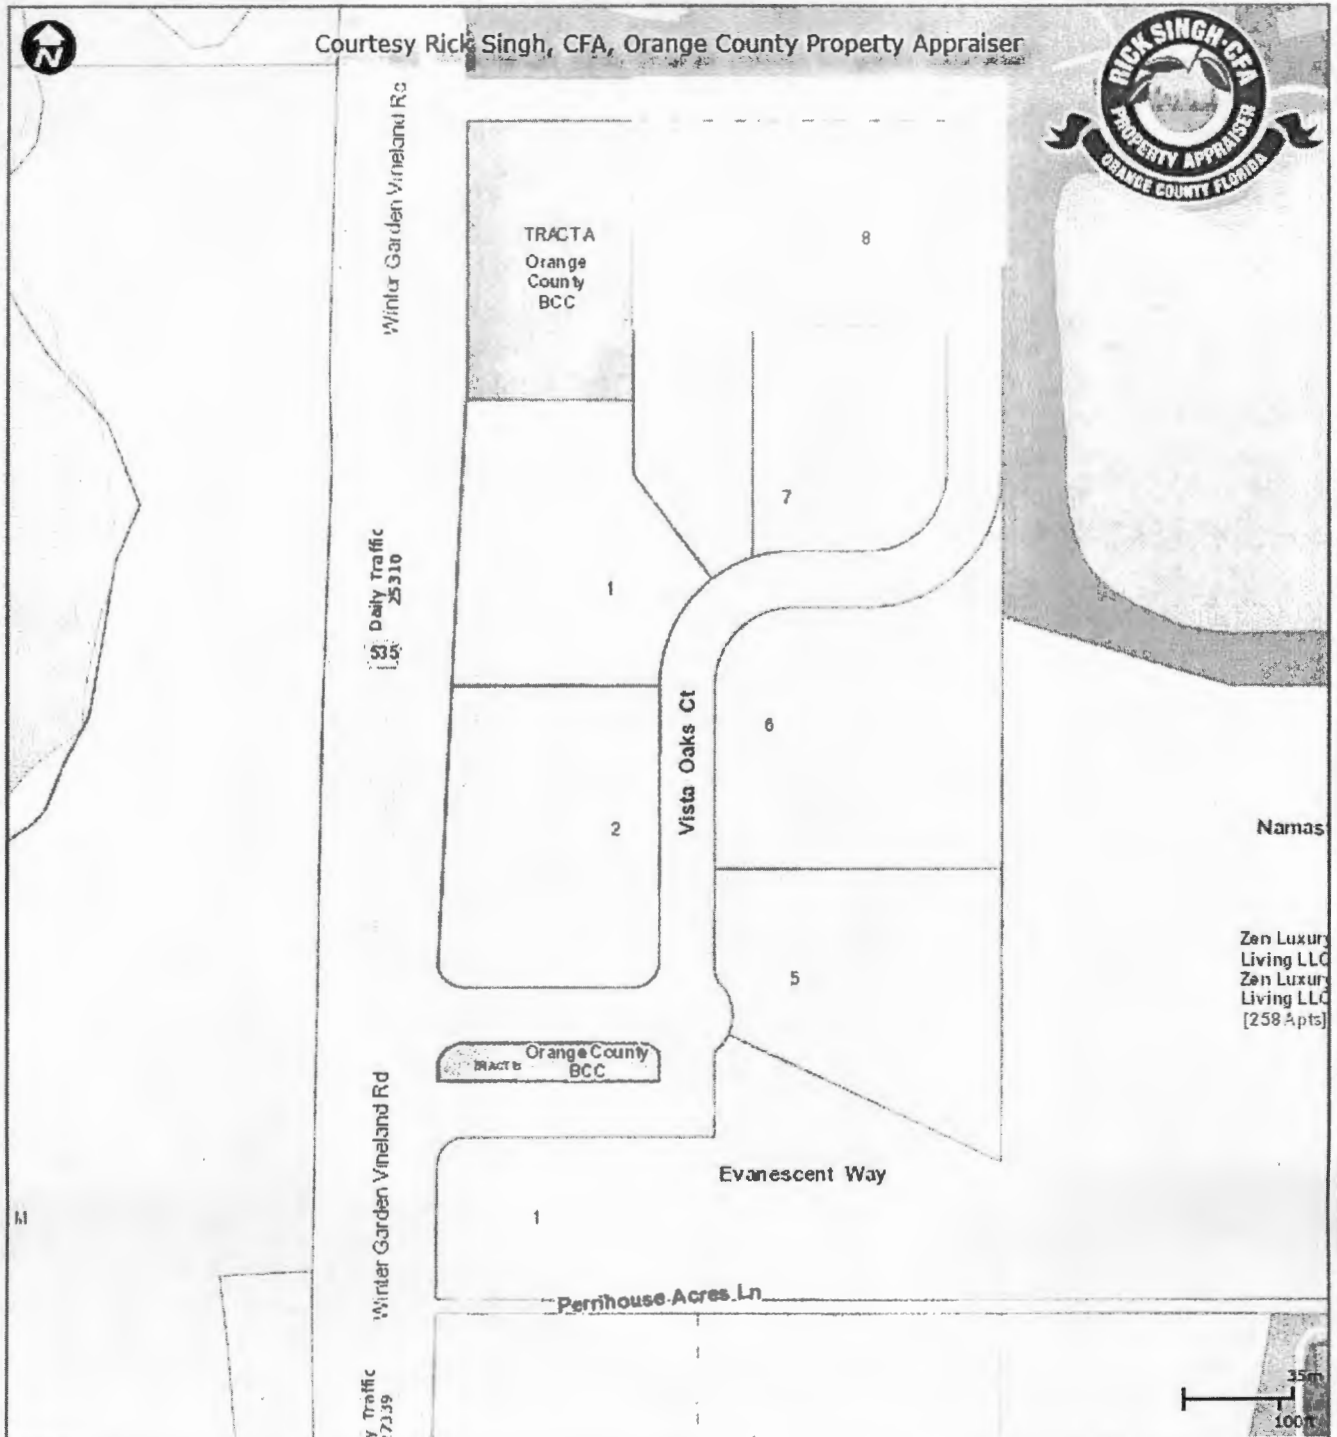 N
Courtesy Rick Singh, CFA, Orange County Property Appraiser
RICK SINGH·CFA
PROPERTY APPRAISER
ORANGE COUNTY FLORIDA
Winter Garden Vineland Rd
TRACT A
Orange
County
BCC
8
7
1
Daily Traffic
25310
535
Vista Oaks Ct
6
2
Namas
Zen Luxury
Living LLC
Zen Luxury
Living LLC
[258 Apts]
5
TRACT B
Orange County
BCC
Winter Garden Vineland Rd
Evanescent Way
M
1
Perrihouse Acres Ln
1
y Traffic
27339
35m
100ft